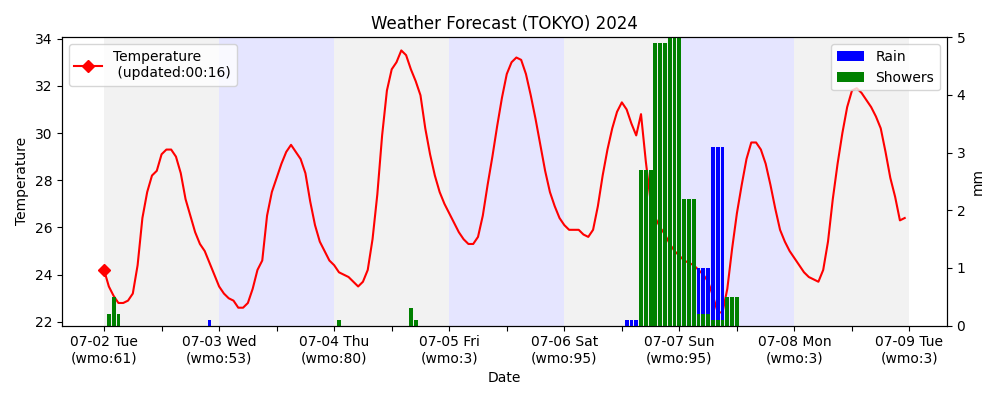 Weather Forecast (TOKYO) 2024
Temperature
(updated:00:16)
Rain
Showers
34
32
30
28
26
24
22
Temperature
5
4
3
2
1
0
mm
07-02 Tue 07-03 Wed 07-04 Thu 07-05 Fri 07-06 Sat 07-07 Sun 07-08 Mon 07-09 Tue
(wmo:61) (wmo:53) (wmo:80) (wmo:3) (wmo:95) (wmo:95) (wmo:3) (wmo:3)
Date